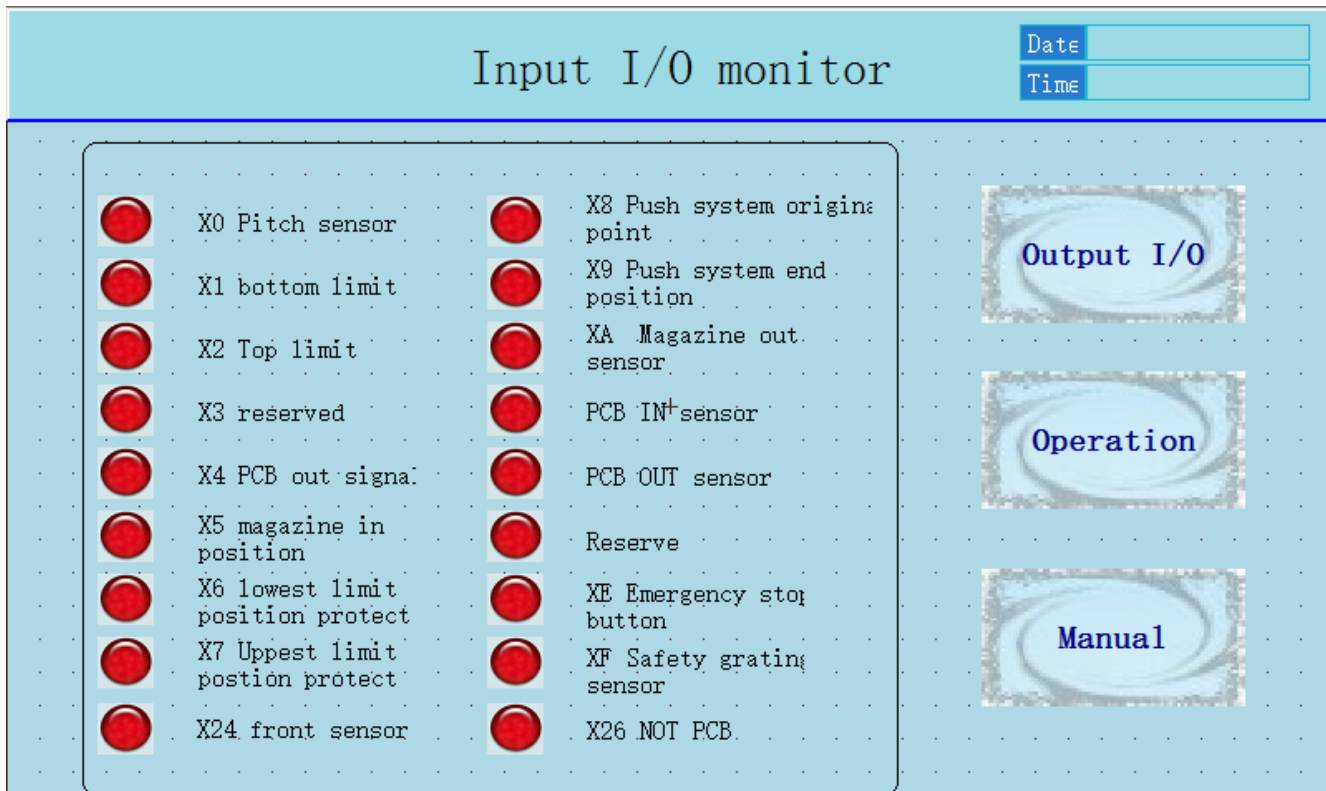 Input I/O monitor
Date
Time
X0 Pitch sensor
X1 bottom limit
X2 Top limit
X3 reserved
X4 PCB out signal
X5 magazine in
position
X6 lowest limit
position protect
X7 Uppest limit
postion protect
X24 front sensor
X8 Push system origina
point
X9 Push system end
position
XA Magazine out
sensor
PCB IN sensor
PCB OUT sensor
Reserve
XE Emergency stop
button
XF Safety grating
sensor
X26 NOT PCB
Output I/O
Operation
Manual